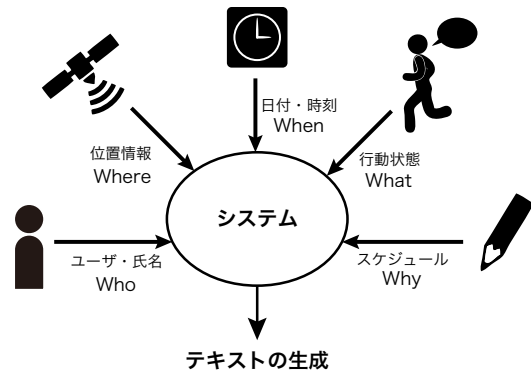 日付・時刻
When
位置情報
Where
行動状態
What
システム
ユーザ・氏名
Who
スケジュール
Why
テキストの生成